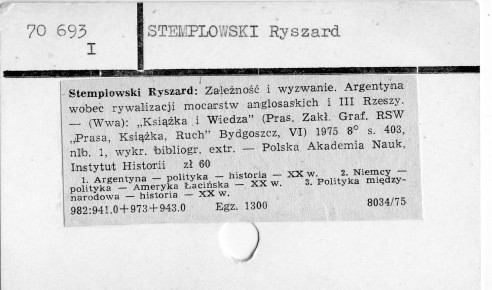 70 693
I
STEMPLOWSKI Ryszard
Stemplowski Ryszard: Zależność i wyzwanie. Argentyna
wobec rywalizacji mocarstw anglosaskich i III Rzeszy.
— (Wwa): „Książka i Wiedza” (Pras. Zakł. Graf. RSW
„Prasa, Książka, Ruch” Bydgoszcz, VI) 1975 8° s. 403,
nlb. 1, wykr. bibliogr. extr. — Polska Akademia Nauk,
Instytut Historii zł 60
1. Argentyna — polityka — historia — XX w. 2. Niemcy —
polityka — Ameryka Łacińska — XX w. 3. Polityka między-
narodowa — historia — XX w.
982:941.0+973+943.0 Egz. 1300 8034/75